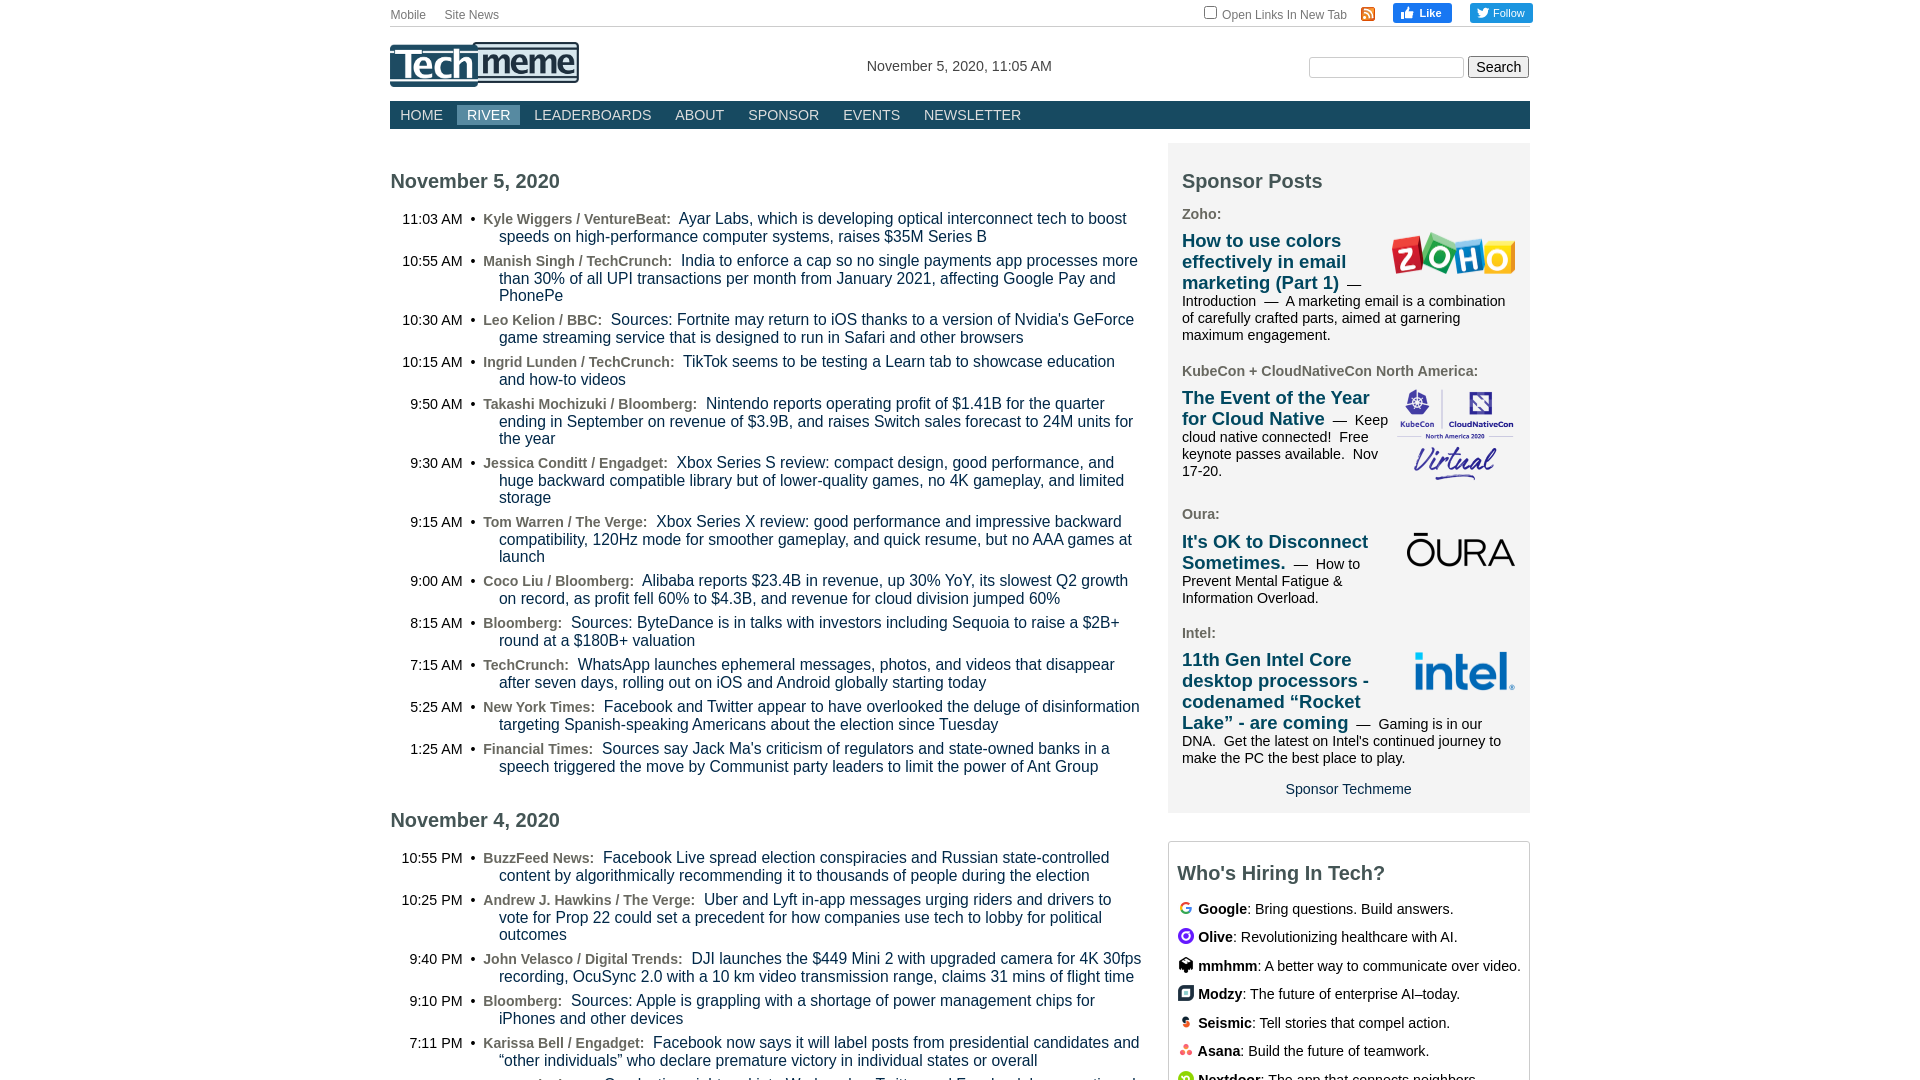 Mobile Site News Open Links In New Tab Like Follow
Techmeme November 5, 2020, 11:05 AM Search
HOME RIVER LEADERBOARDS ABOUT SPONSOR EVENTS NEWSLETTER
November 5, 2020
11:03 AM • Kyle Wiggers / VentureBeat: Ayar Labs, which is developing optical interconnect tech to boost
speeds on high-performance computer systems, raises $35M Series B
10:55 AM • Manish Singh / TechCrunch: India to enforce a cap so no single payments app processes more
than 30% of all UPI transactions per month from January 2021, affecting Google Pay and
PhonePe
10:30 AM • Leo Kelion / BBC: Sources: Fortnite may return to iOS thanks to a version of Nvidia's GeForce
game streaming service that is designed to run in Safari and other browsers
10:15 AM • Ingrid Lunden / TechCrunch: TikTok seems to be testing a Learn tab to showcase education
and how-to videos
9:50 AM • Takashi Mochizuki / Bloomberg: Nintendo reports operating profit of $1.41B for the quarter
ending in September on revenue of $3.9B, and raises Switch sales forecast to 24M units for
the year
9:30 AM • Jessica Conditt / Engadget: Xbox Series S review: compact design, good performance, and
huge backward compatible library but of lower-quality games, no 4K gameplay, and limited
storage
9:15 AM • Tom Warren / The Verge: Xbox Series X review: good performance and impressive backward
compatibility, 120Hz mode for smoother gameplay, and quick resume, but no AAA games at
launch
9:00 AM • Coco Liu / Bloomberg: Alibaba reports $23.4B in revenue, up 30% YoY, its slowest Q2 growth
on record, as profit fell 60% to $4.3B, and revenue for cloud division jumped 60%
8:15 AM • Bloomberg: Sources: ByteDance is in talks with investors including Sequoia to raise a $2B+
round at a $180B+ valuation
7:15 AM • TechCrunch: WhatsApp launches ephemeral messages, photos, and videos that disappear
after seven days, rolling out on iOS and Android globally starting today
5:25 AM • New York Times: Facebook and Twitter appear to have overlooked the deluge of disinformation
targeting Spanish-speaking Americans about the election since Tuesday
1:25 AM • Financial Times: Sources say Jack Ma's criticism of regulators and state-owned banks in a
speech triggered the move by Communist party leaders to limit the power of Ant Group
November 4, 2020
10:55 PM • BuzzFeed News: Facebook Live spread election conspiracies and Russian state-controlled
content by algorithmically recommending it to thousands of people during the election
10:25 PM • Andrew J. Hawkins / The Verge: Uber and Lyft in-app messages urging riders and drivers to
vote for Prop 22 could set a precedent for how companies use tech to lobby for political
outcomes
9:40 PM • John Velasco / Digital Trends: DJI launches the $449 Mini 2 with upgraded camera for 4K 30fps
recording, OcuSync 2.0 with a 10 km video transmission range, claims 31 mins of flight time
9:10 PM • Bloomberg: Sources: Apple is grappling with a shortage of power management chips for
iPhones and other devices
7:11 PM • Karissa Bell / Engadget: Facebook now says it will label posts from presidential candidates and
“other individuals” who declare premature victory in individual states or overall
Sponsor Posts
Zoho:
How to use colors
effectively in email
marketing (Part 1) —
ZOHO
Introduction — A marketing email is a combination
of carefully crafted parts, aimed at garnering
maximum engagement.
KubeCon + CloudNativeCon North America:
The Event of the Year
for Cloud Native — Keep
cloud native connected! Free
keynote passes available. Nov
17-20.
KubeCon CloudNativeCon
North America 2020
Virtual
Oura:
It's OK to Disconnect
Sometimes. — How to
Prevent Mental Fatigue &
Information Overload.
ŌURA
Intel:
11th Gen Intel Core
desktop processors -
codenamed “Rocket
Lake” - are coming — Gaming is in our
intel.
DNA. Get the latest on Intel's continued journey to
make the PC the best place to play.
Sponsor Techmeme
Who's Hiring In Tech?
Google: Bring questions. Build answers.
Olive: Revolutionizing healthcare with AI.
mmhmm: A better way to communicate over video.
Modzy: The future of enterprise AI–today.
Seismic: Tell stories that compel action.
Asana: Build the future of teamwork.
Nextdoor: The app that connects neighbors